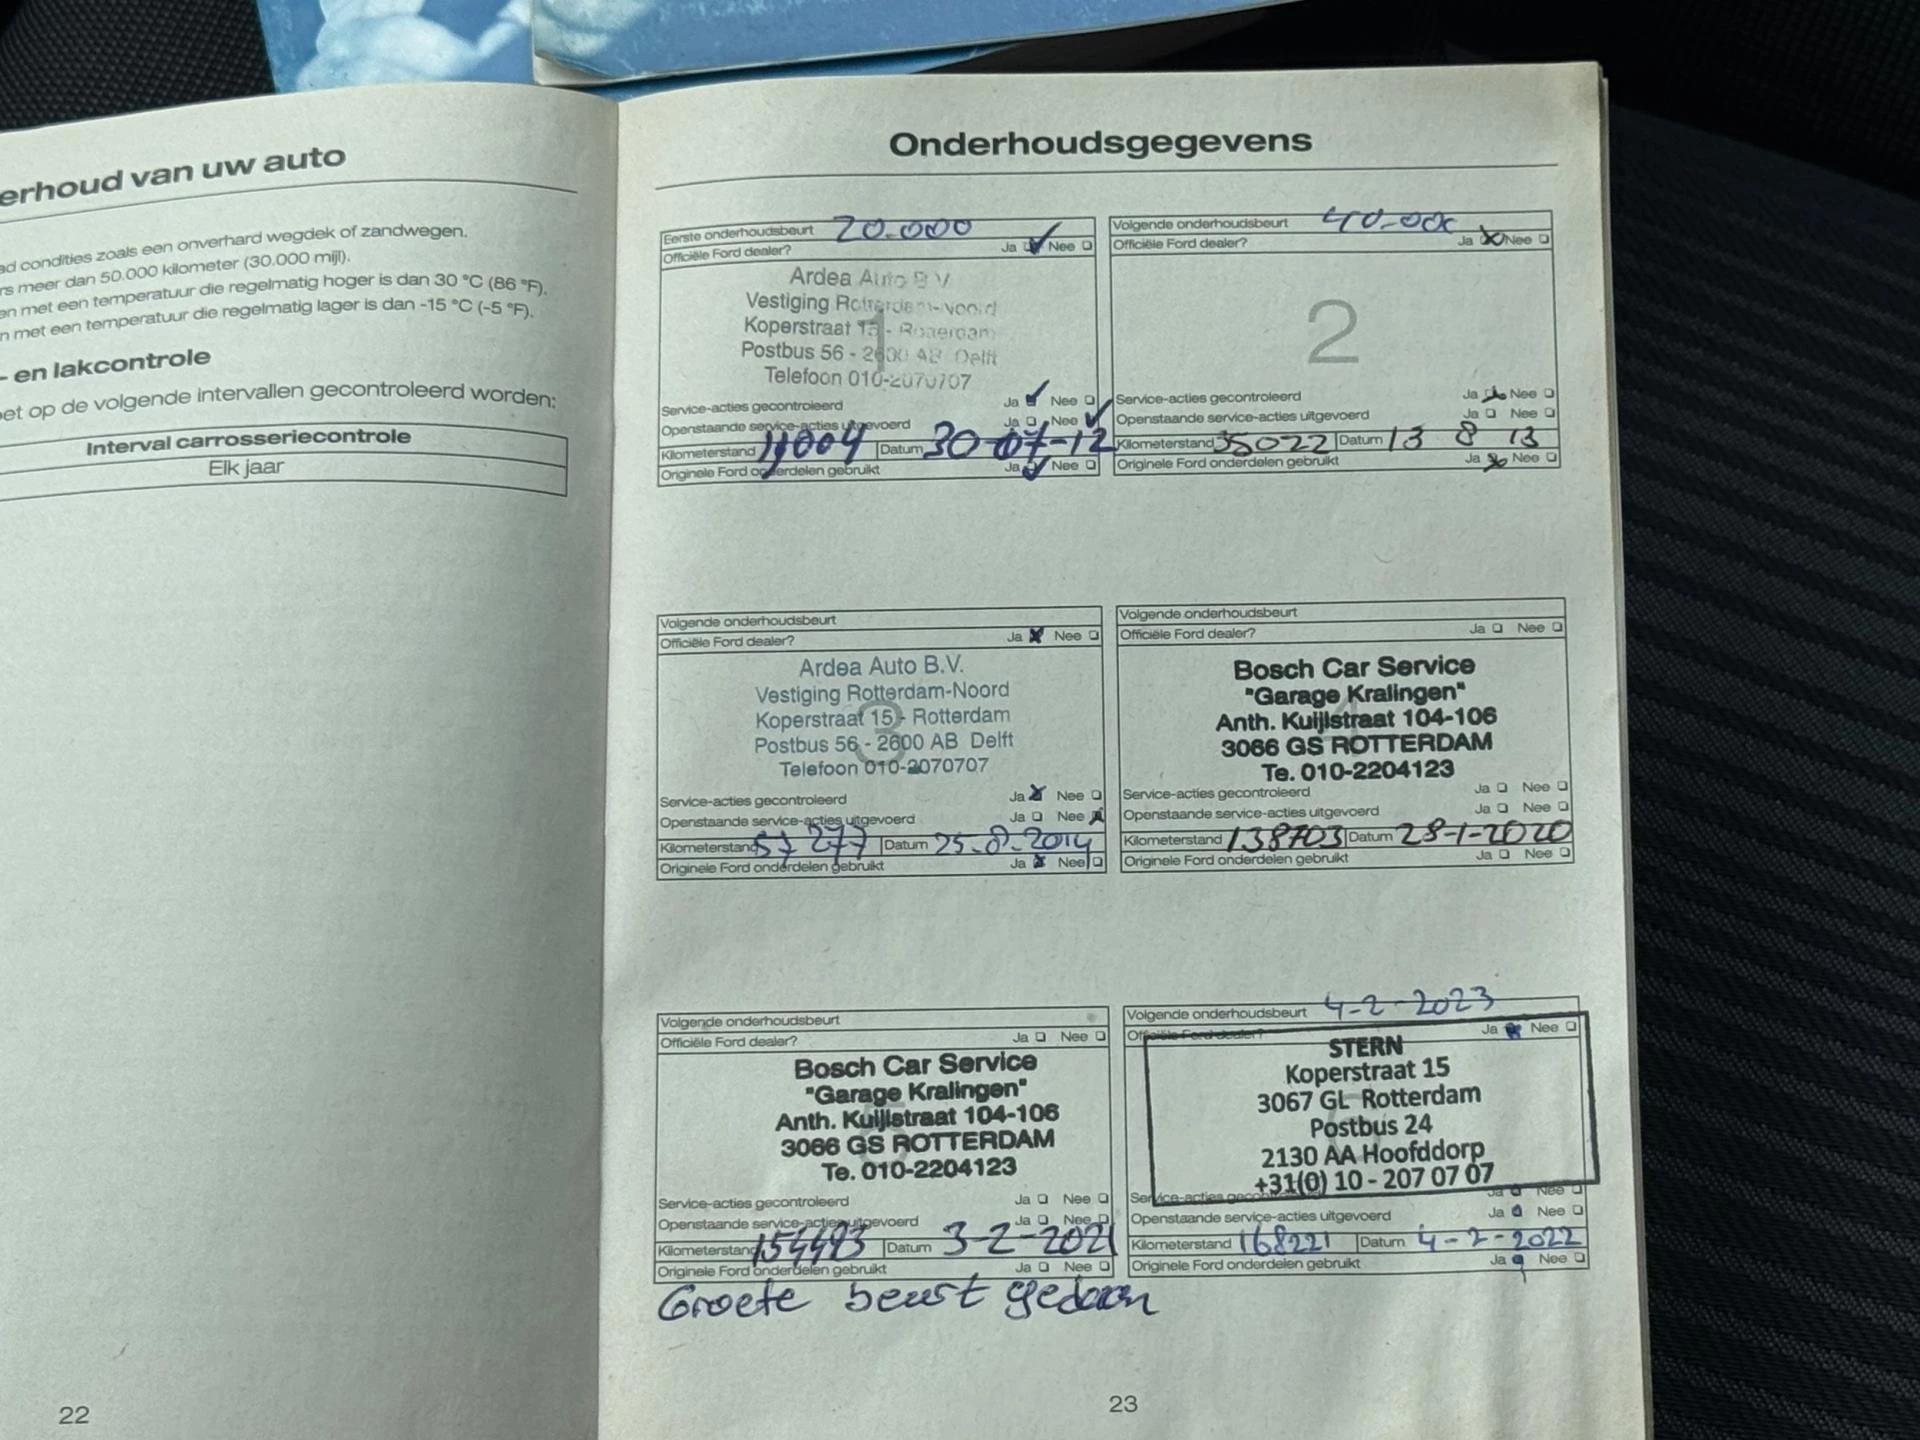 erhoud van uw auto
ad condities zoals een onverhard wegdek of zandwegen.
rs meer dan 50.000 kilometer (30.000 mijl).
en met een temperatuur die regelmatig hoger is dan 30 °C (86 °F).
n met een temperatuur die regelmatig lager is dan -15 °C (-5 °F).
- en lakcontrole
oet op de volgende intervallen gecontroleerd worden:
Interval carrosseriecontrole
Elk jaar
22
Onderhoudsgegevens
Eerste onderhoudsbeurt 20.000
Officiële Ford dealer? Ja Nee
Ardea Auto B.V.
Vestiging Rotterdam-Noord
Koperstraat 15 - Rotterdam
Postbus 56 - 2600 AB Delft
Telefoon 010-2070707
1
Service-acties gecontroleerd Ja Nee
Openstaande service-acties uitgevoerd Ja Nee
Kilometerstand Datum 30-07-12
Originele Ford onderdelen gebruikt Ja Nee
Volgende onderhoudsbeurt 40.000
Officiële Ford dealer? Ja Nee
2
Service-acties gecontroleerd Ja Nee
Openstaande service-acties uitgevoerd Ja Nee
Kilometerstand 35022 Datum 13 8 13
Originele Ford onderdelen gebruikt Ja Nee
Volgende onderhoudsbeurt
Officiële Ford dealer? Ja Nee
Ardea Auto B.V.
Vestiging Rotterdam-Noord
Koperstraat 15 - Rotterdam
Postbus 56 - 2600 AB Delft
Telefoon 010-2070707
3
Service-acties gecontroleerd Ja Nee
Openstaande service-acties uitgevoerd Ja Nee
Kilometerstand 57277 Datum 25-8-2014
Originele Ford onderdelen gebruikt Ja Nee
Volgende onderhoudsbeurt
Officiële Ford dealer? Ja Nee
Bosch Car Service
"Garage Kralingen"
Anth. Kuijlstraat 104-106
3066 GS ROTTERDAM
Te. 010-2204123
Service-acties gecontroleerd Ja Nee
Openstaande service-acties uitgevoerd Ja Nee
Kilometerstand 138703 Datum 28-1-2020
Originele Ford onderdelen gebruikt Ja Nee
Volgende onderhoudsbeurt
Officiële Ford dealer? Ja Nee
Bosch Car Service
"Garage Kralingen"
Anth. Kuijlstraat 104-106
3066 GS ROTTERDAM
Te. 010-2204123
Service-acties gecontroleerd Ja Nee
Openstaande service-acties uitgevoerd Ja Nee
Kilometerstand 154493 Datum 3-2-2021
Originele Ford onderdelen gebruikt Ja Nee
Groete beurt gedaan
Volgende onderhoudsbeurt 4-2-2023
Officiële Ford dealer? Ja Nee
STERN
Koperstraat 15
3067 GL Rotterdam
Postbus 24
2130 AA Hoofddorp
+31(0) 10 - 207 07 07
Service-acties gecontroleerd Ja Nee
Openstaande service-acties uitgevoerd Ja Nee
Kilometerstand 168221 Datum 4-2-2022
Originele Ford onderdelen gebruikt Ja Nee
23